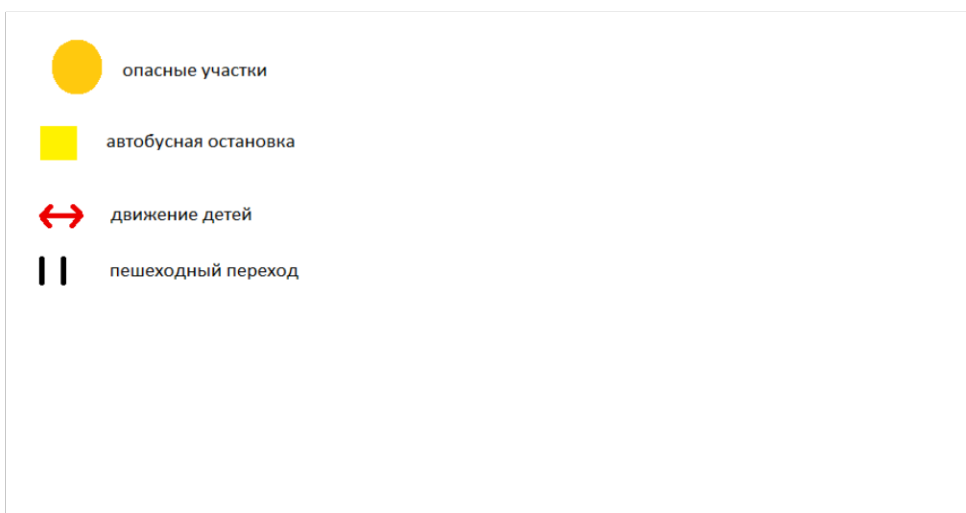 опасные участки
автобусная остановка
движение детей
пешеходный переход